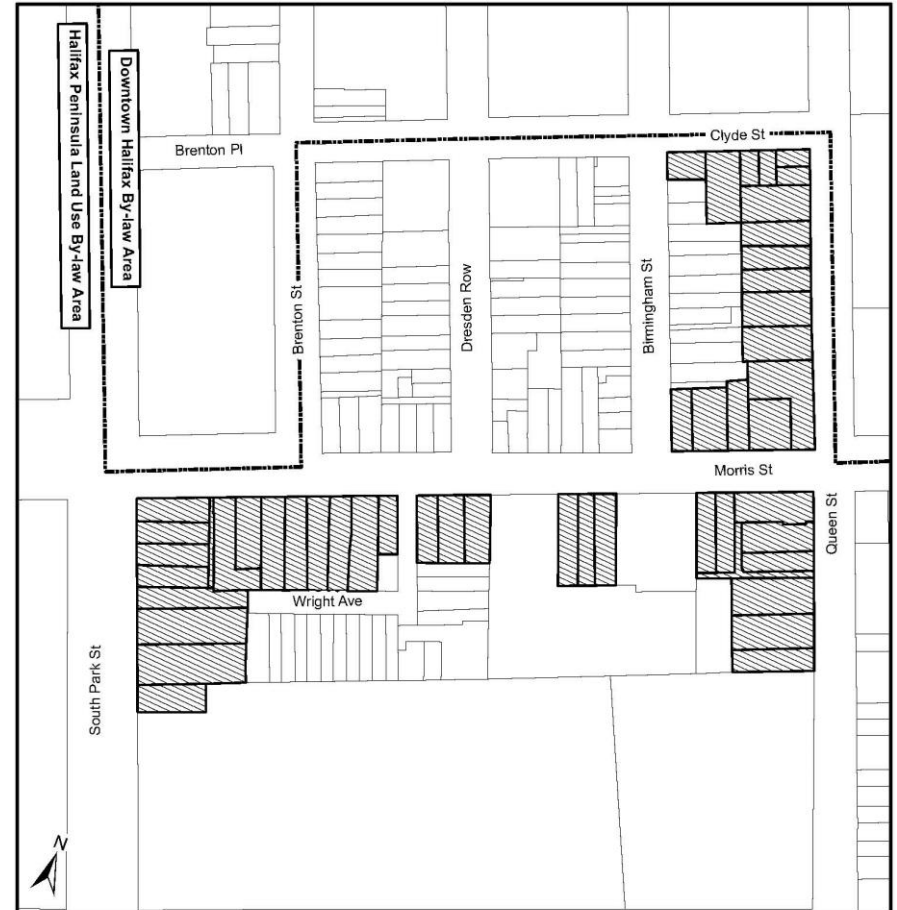 Halifax Peninsula Land Use By-law Area
Downtown Halifax By-law Area
Brenton Pl
Clyde St
Brenton St
Dresden Row
Birmingham St
Morris St
Queen St
Wright Ave
South Park St
N